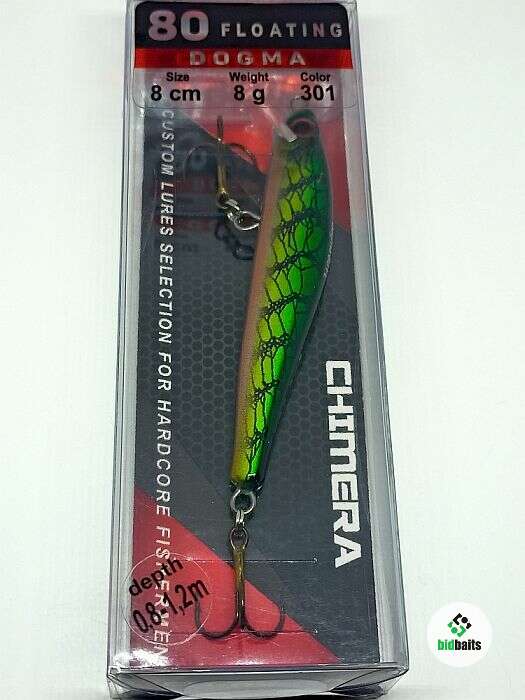 80 FLOATING
DOGMA
Size Weight Color
8 cm 8 g 301
CUSTOM LURES SELECTION FOR HARDCORE FISHERMEN
CHIMERA
depth
0,8-1,2m
bidbaits